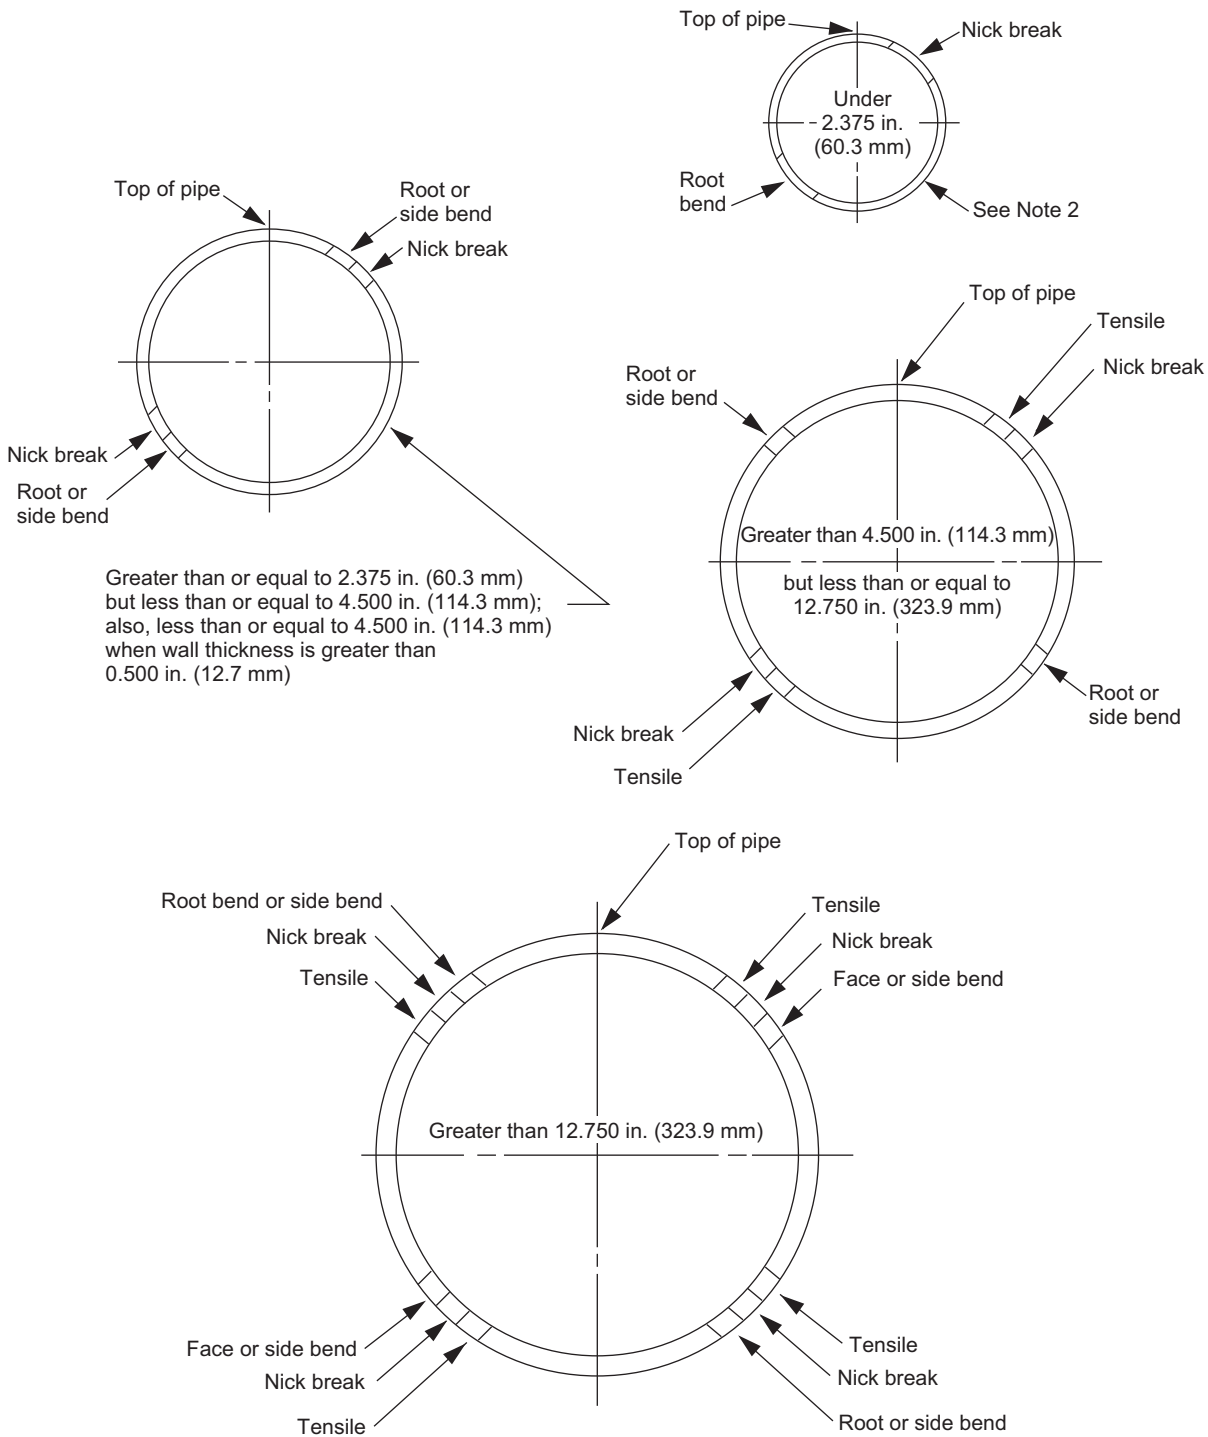 Top of pipe
Nick break
Under
2.375 in.
(60.3 mm)
Root
bend
See Note 2
Top of pipe
Root or
side bend
Nick break
Nick break
Root or
side bend
Greater than or equal to 2.375 in. (60.3 mm)
but less than or equal to 4.500 in. (114.3 mm);
also, less than or equal to 4.500 in. (114.3 mm)
when wall thickness is greater than
0.500 in. (12.7 mm)
Top of pipe
Tensile
Nick break
Root or
side bend
Greater than 4.500 in. (114.3 mm)
but less than or equal to
12.750 in. (323.9 mm)
Root or
side bend
Nick break
Tensile
Top of pipe
Root bend or side bend
Nick break
Tensile
Tensile
Nick break
Face or side bend
Greater than 12.750 in. (323.9 mm)
Face or side bend
Nick break
Tensile
Tensile
Nick break
Root or side bend